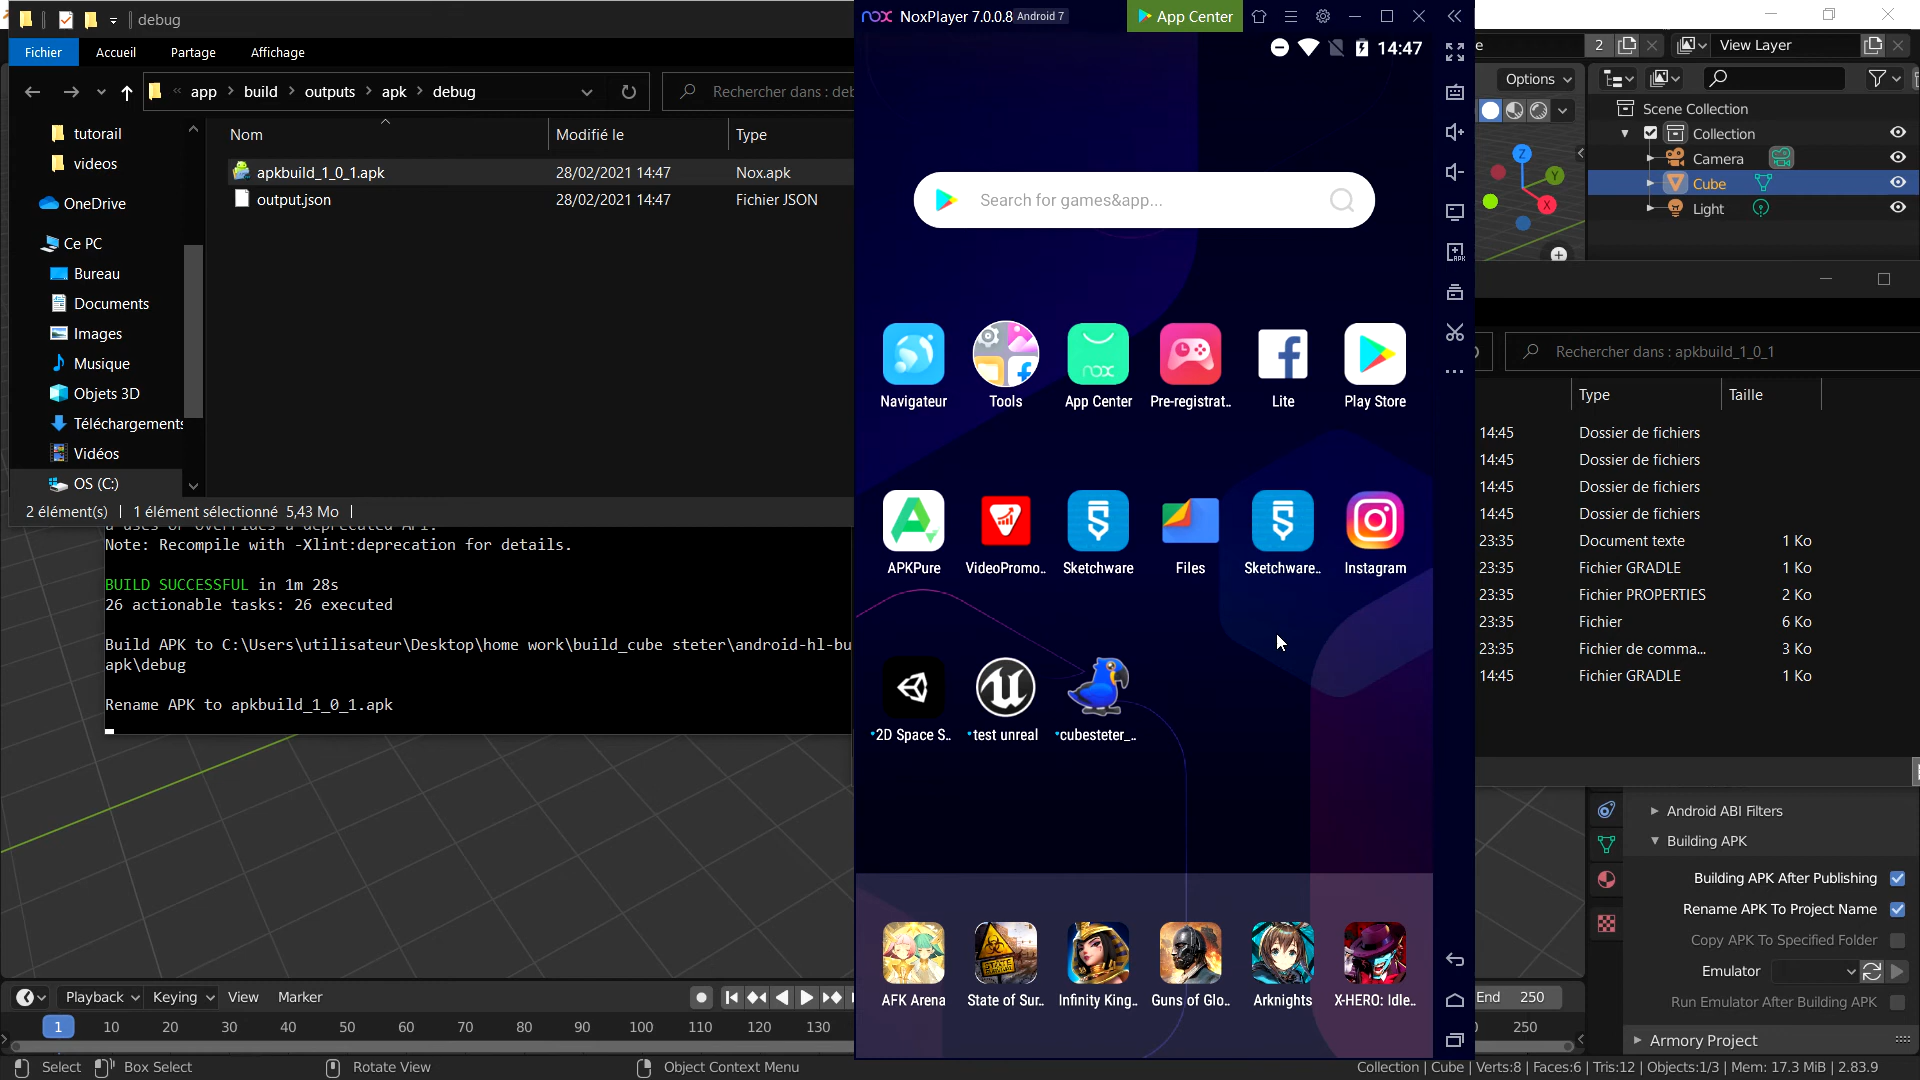 debug
Fichier
Accueil
Partage
Affichage
app
build
outputs
apk
debug
Rechercher dans : deb
tutorail
videos
OneDrive
Ce PC
Bureau
Documents
Images
Musique
Objets 3D
Téléchargements
Vidéos
OS (C:)
Nom
Modifié le
Type
apkbuild_1_0_1.apk
28/02/2021 14:47
Nox.apk
output.json
28/02/2021 14:47
Fichier JSON
2 élément(s)
1 élément sélectionné 5,43 Mo
a uses or overrides a deprecated API.
Note: Recompile with -Xlint:deprecation for details.
BUILD SUCCESSFUL in 1m 28s
26 actionable tasks: 26 executed
Build APK to C:\Users\utilisateur\Desktop\home work\build_cube steter\android-hl-bu
apk\debug
Rename APK to apkbuild_1_0_1.apk
nox
NoxPlayer 7.0.0.8
Android 7
App Center
14:47
Search for games&app...
Navigateur
Tools
nox
App Center
Pre-registrat..
Lite
Play Store
APKPure
VideoPromo..
Sketchware
Files
Sketchware..
Instagram
2D Space S..
test unreal
cubesteter_..
AFK Arena
State of Sur..
Infinity King..
Guns of Glo..
Arknights
X-HERO: Idle..
APK
e
2
View Layer
Options
Z
Y
X
Scene Collection
Collection
Camera
Cube
Light
Rechercher dans : apkbuild_1_0_1
Type
Taille
14:45
Dossier de fichiers
14:45
Dossier de fichiers
14:45
Dossier de fichiers
14:45
Dossier de fichiers
23:35
Document texte
1 Ko
23:35
Fichier GRADLE
1 Ko
23:35
Fichier PROPERTIES
2 Ko
23:35
Fichier
6 Ko
23:35
Fichier de comma...
3 Ko
14:45
Fichier GRADLE
1 Ko
Android ABI Filters
Building APK
Building APK After Publishing
Rename APK To Project Name
Copy APK To Specified Folder
Emulator
Run Emulator After Building APK
Armory Project
Playback
Keying
View
Marker
End
250
1
10
20
30
40
50
60
70
80
90
100
110
120
130
250
Select
Box Select
Rotate View
Object Context Menu
Collection | Cube | Verts:8 | Faces:6 | Tris:12 | Objects:1/3 | Mem: 17.3 MiB | 2.83.9